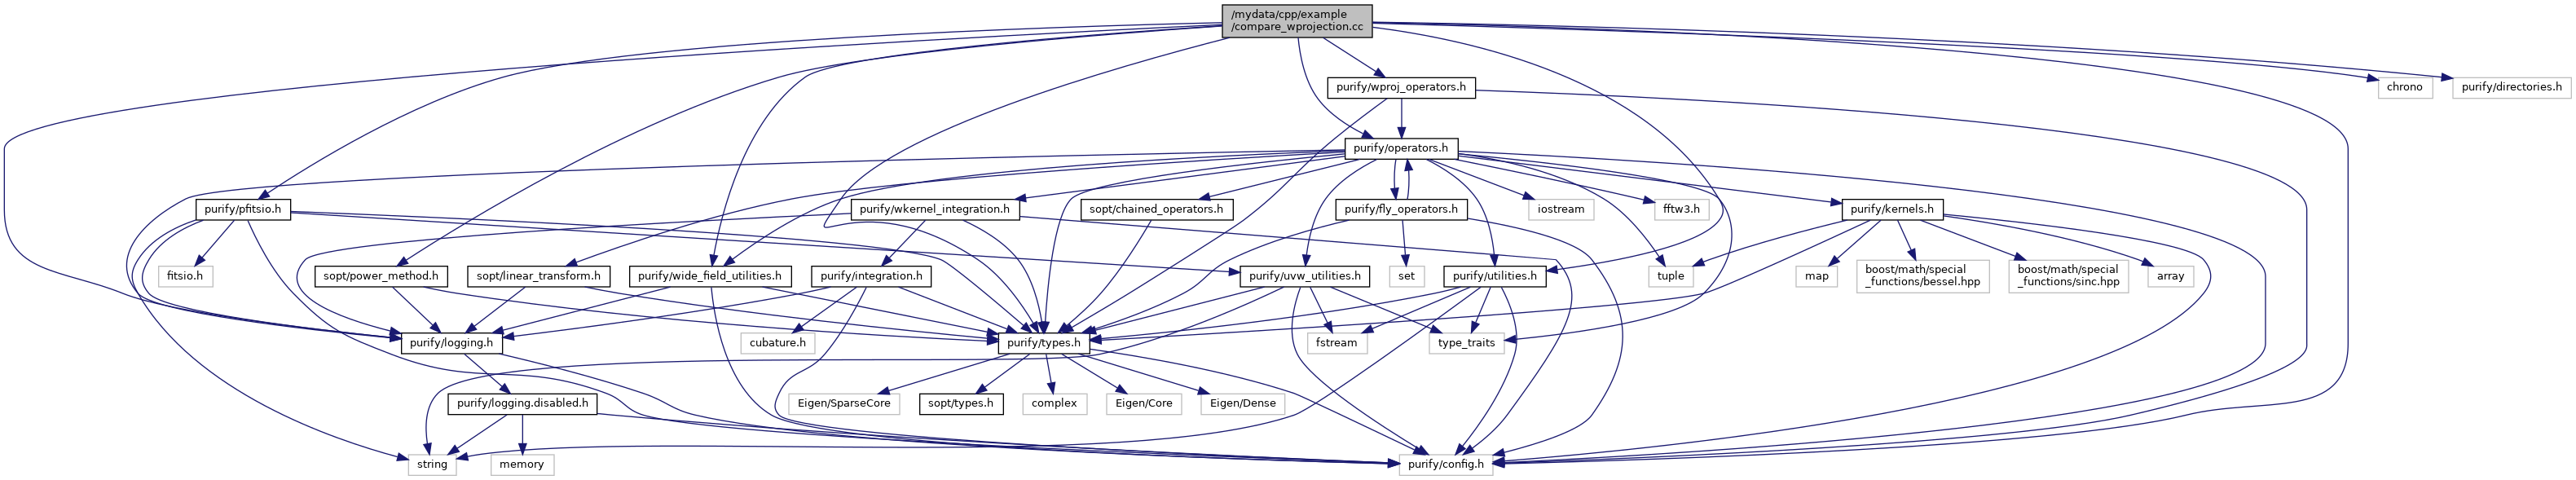 /mydata/cpp/example
/compare_wprojection.cc
purify/wproj_operators.h
chrono
purify/directories.h
purify/operators.h
purify/pfitsio.h
purify/wkernel_integration.h
sopt/chained_operators.h
purify/fly_operators.h
iostream
fftw3.h
purify/kernels.h
fitsio.h
sopt/power_method.h
sopt/linear_transform.h
purify/wide_field_utilities.h
purify/integration.h
purify/uvw_utilities.h
set
purify/utilities.h
tuple
map
boost/math/special
_functions/bessel.hpp
boost/math/special
_functions/sinc.hpp
array
purify/logging.h
cubature.h
purify/types.h
fstream
type_traits
purify/logging.disabled.h
Eigen/SparseCore
sopt/types.h
complex
Eigen/Core
Eigen/Dense
string
memory
purify/config.h